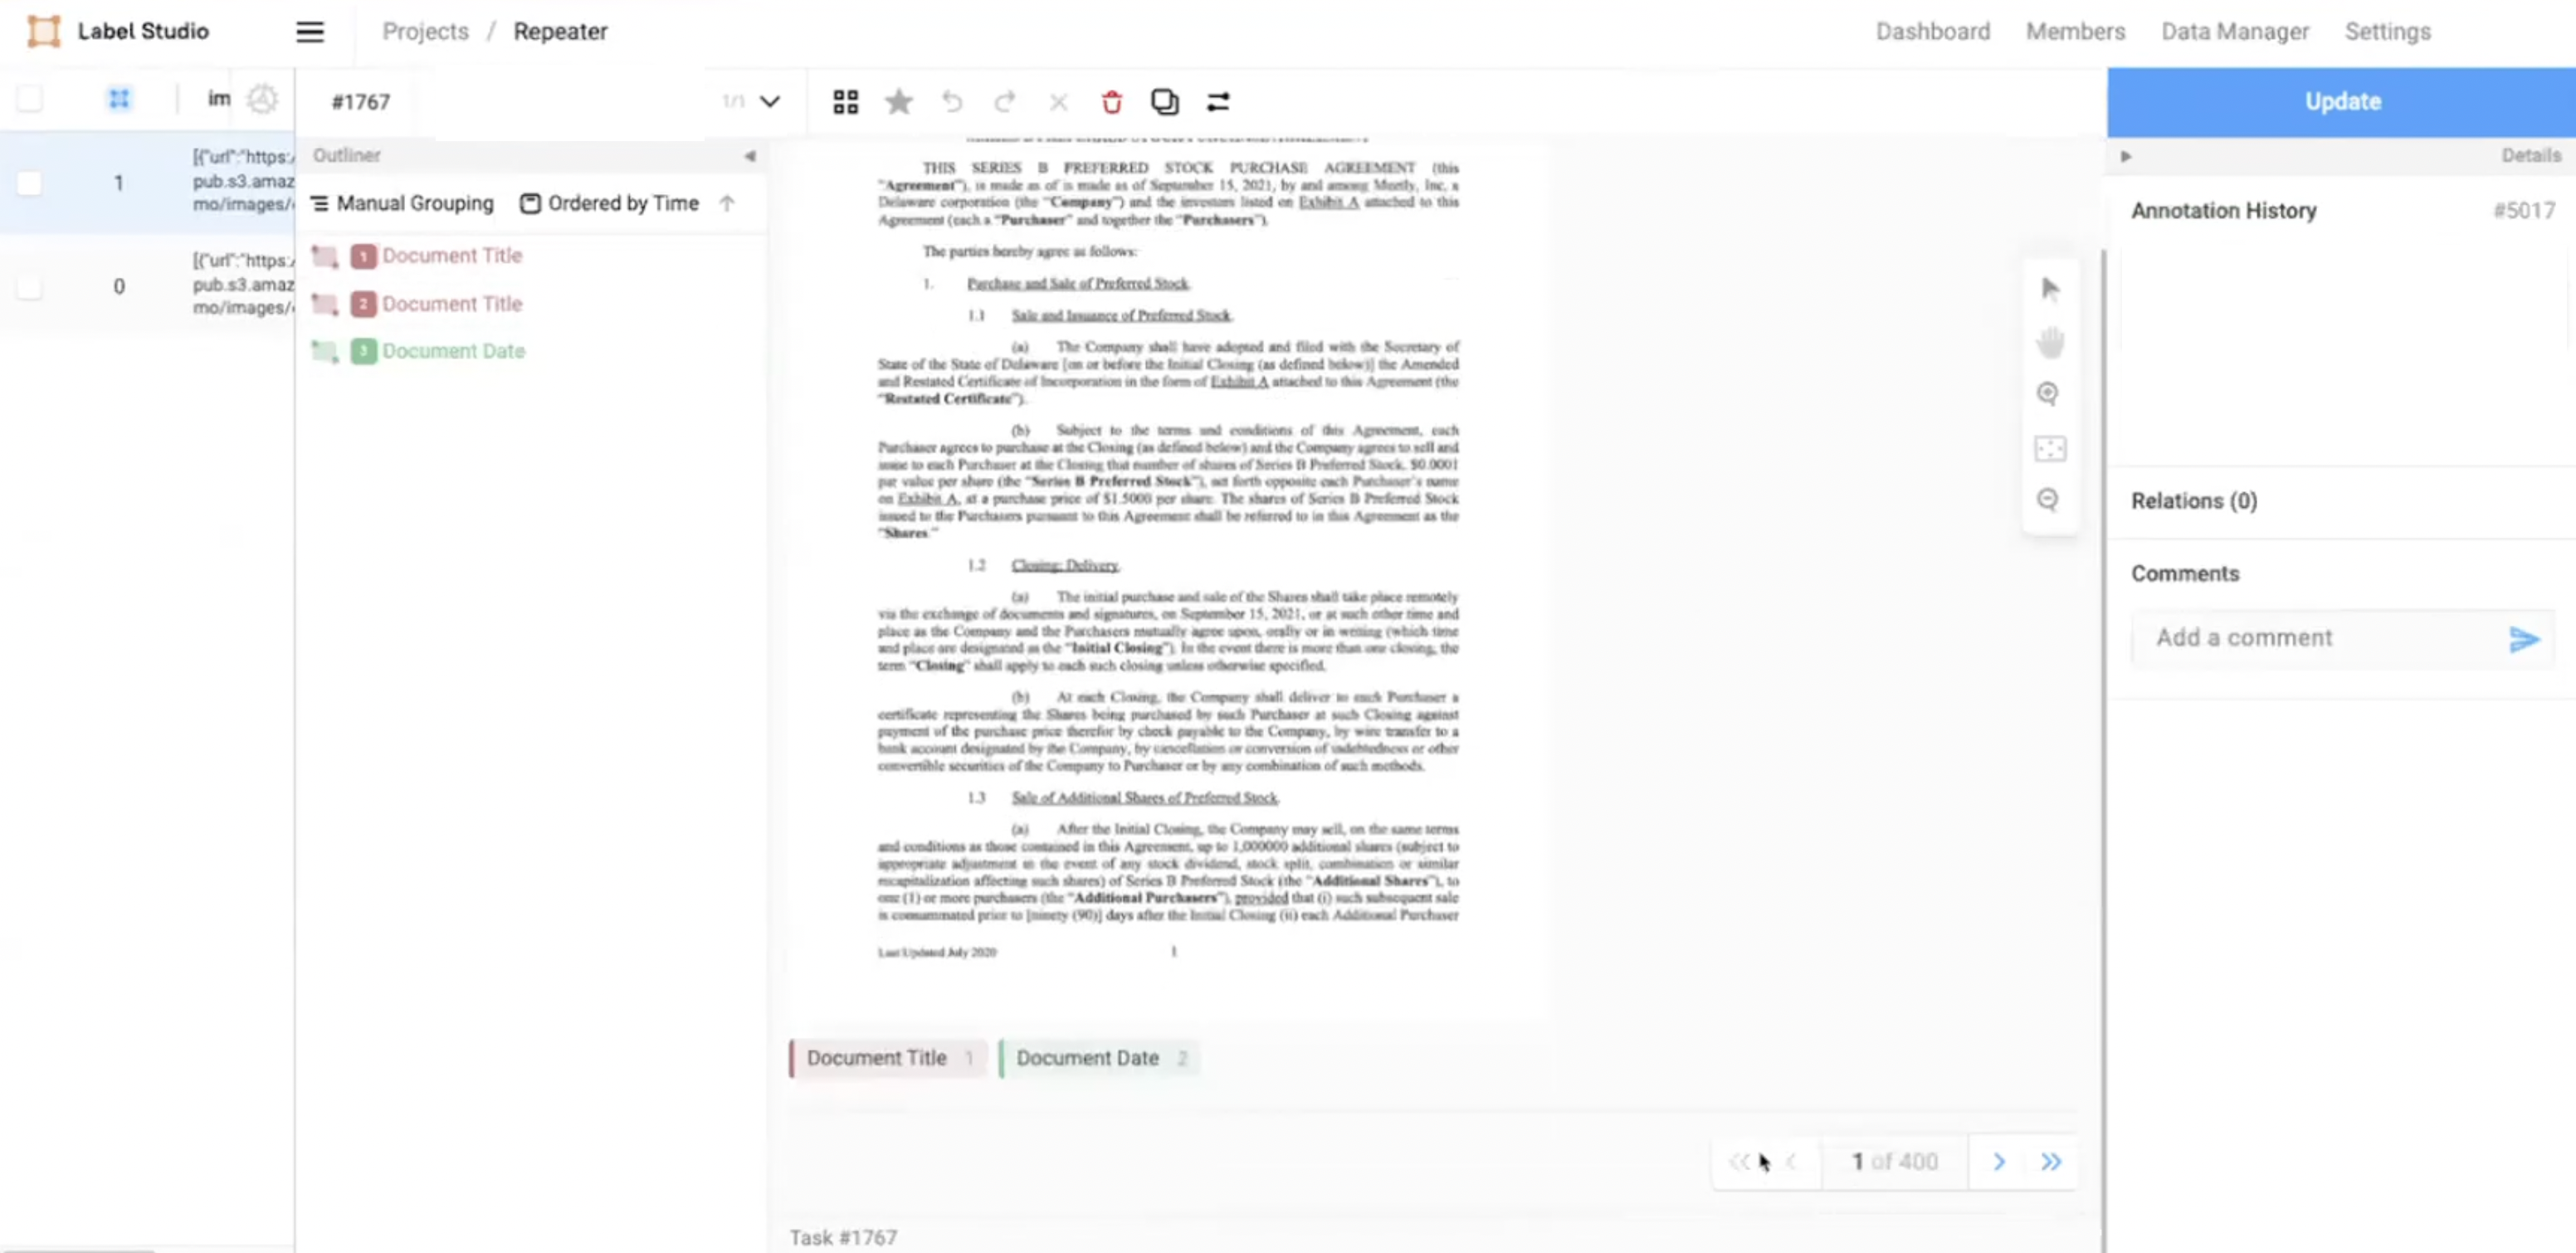 Label Studio
Projects / Repeater
Dashboard Members Data Manager Settings
im
1
[{"url":"https:/
pub.s3.amaz
mo/images/
0
[{"url":"https:/
pub.s3.amaz
mo/images/
#1767
1/1
Outliner
Manual Grouping Ordered by Time
1 Document Title
2 Document Title
3 Document Date
THIS SERIES B PREFERRED STOCK PURCHASE AGREEMENT (this
"Agreement"), is made as of is made as of September 15, 2021, by and among Mostly, Inc, a
Delaware corporation (the "Company") and the investors listed on Exhibit A attached to this
Agreement (each a "Purchaser" and together the "Purchasers").
The parties hereby agree as follows:
1. Purchase and Sale of Preferred Stock.
1.1 Sale and Issuance of Preferred Stock.
(a) The Company shall have adopted and filed with the Secretary of
State of the State of Delaware [on or before the Initial Closing (as defined below)] the Amended
and Restated Certificate of Incorporation in the form of Exhibit A attached to this Agreement (the
"Restated Certificate").
(b) Subject to the terms and conditions of this Agreement, each
Purchaser agrees to purchase at the Closing (as defined below) and the Company agrees to sell and
issue to each Purchaser at the Closing that number of shares of Series B Preferred Stock, $0.0001
par value per share (the "Series B Preferred Stock"), set forth opposite each Purchaser's name
on Exhibit A, at a purchase price of $1.5000 per share. The shares of Series B Preferred Stock
issued to the Purchasers pursuant to this Agreement shall be referred to in this Agreement as the
"Shares."
1.2 Closing; Delivery.
(a) The initial purchase and sale of the Shares shall take place remotely
via the exchange of documents and signatures, on September 15, 2021, or at such other time and
place as the Company and the Purchasers mutually agree upon, orally or in writing (which time
and place are designated as the "Initial Closing"). In the event there is more than one closing, the
term "Closing" shall apply to each such closing unless otherwise specified.
(b) At each Closing, the Company shall deliver to each Purchaser a
certificate representing the Shares being purchased by such Purchaser at such Closing against
payment of the purchase price therefor by check payable to the Company, by wire transfer to a
bank account designated by the Company, by cancellation or conversion of indebtedness or other
convertible securities of the Company to Purchaser or by any combination of such methods.
1.3 Sale of Additional Shares of Preferred Stock.
(a) After the Initial Closing, the Company may sell, on the same terms
and conditions as those contained in this Agreement, up to 1,000000 additional shares (subject to
appropriate adjustment in the event of any stock dividend, stock split, combination or similar
recapitalization affecting such shares) of Series B Preferred Stock (the "Additional Shares"), to
one (1) or more purchasers (the "Additional Purchasers"), provided that (i) such subsequent sale
is consummated prior to [ninety (90)] days after the Initial Closing (ii) each Additional Purchaser
Last Updated July 2020 1
Document Title 1 Document Date 2
1 of 400
Task #1767
Update
Details
Annotation History #5017
Relations (0)
Comments
Add a comment